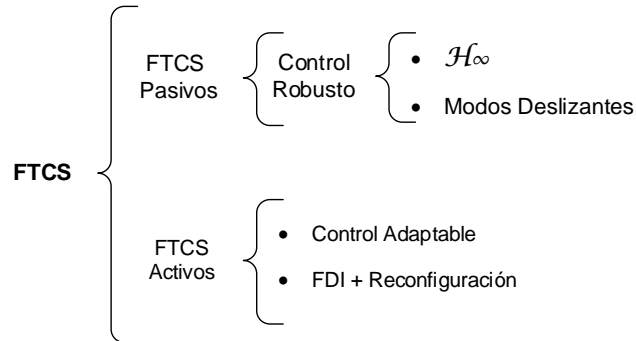 FTCS
FTCS
Pasivos
Control
Robusto
• ℋ∞
• Modos Deslizantes
FTCS
Activos
• Control Adaptable
• FDI + Reconfiguración